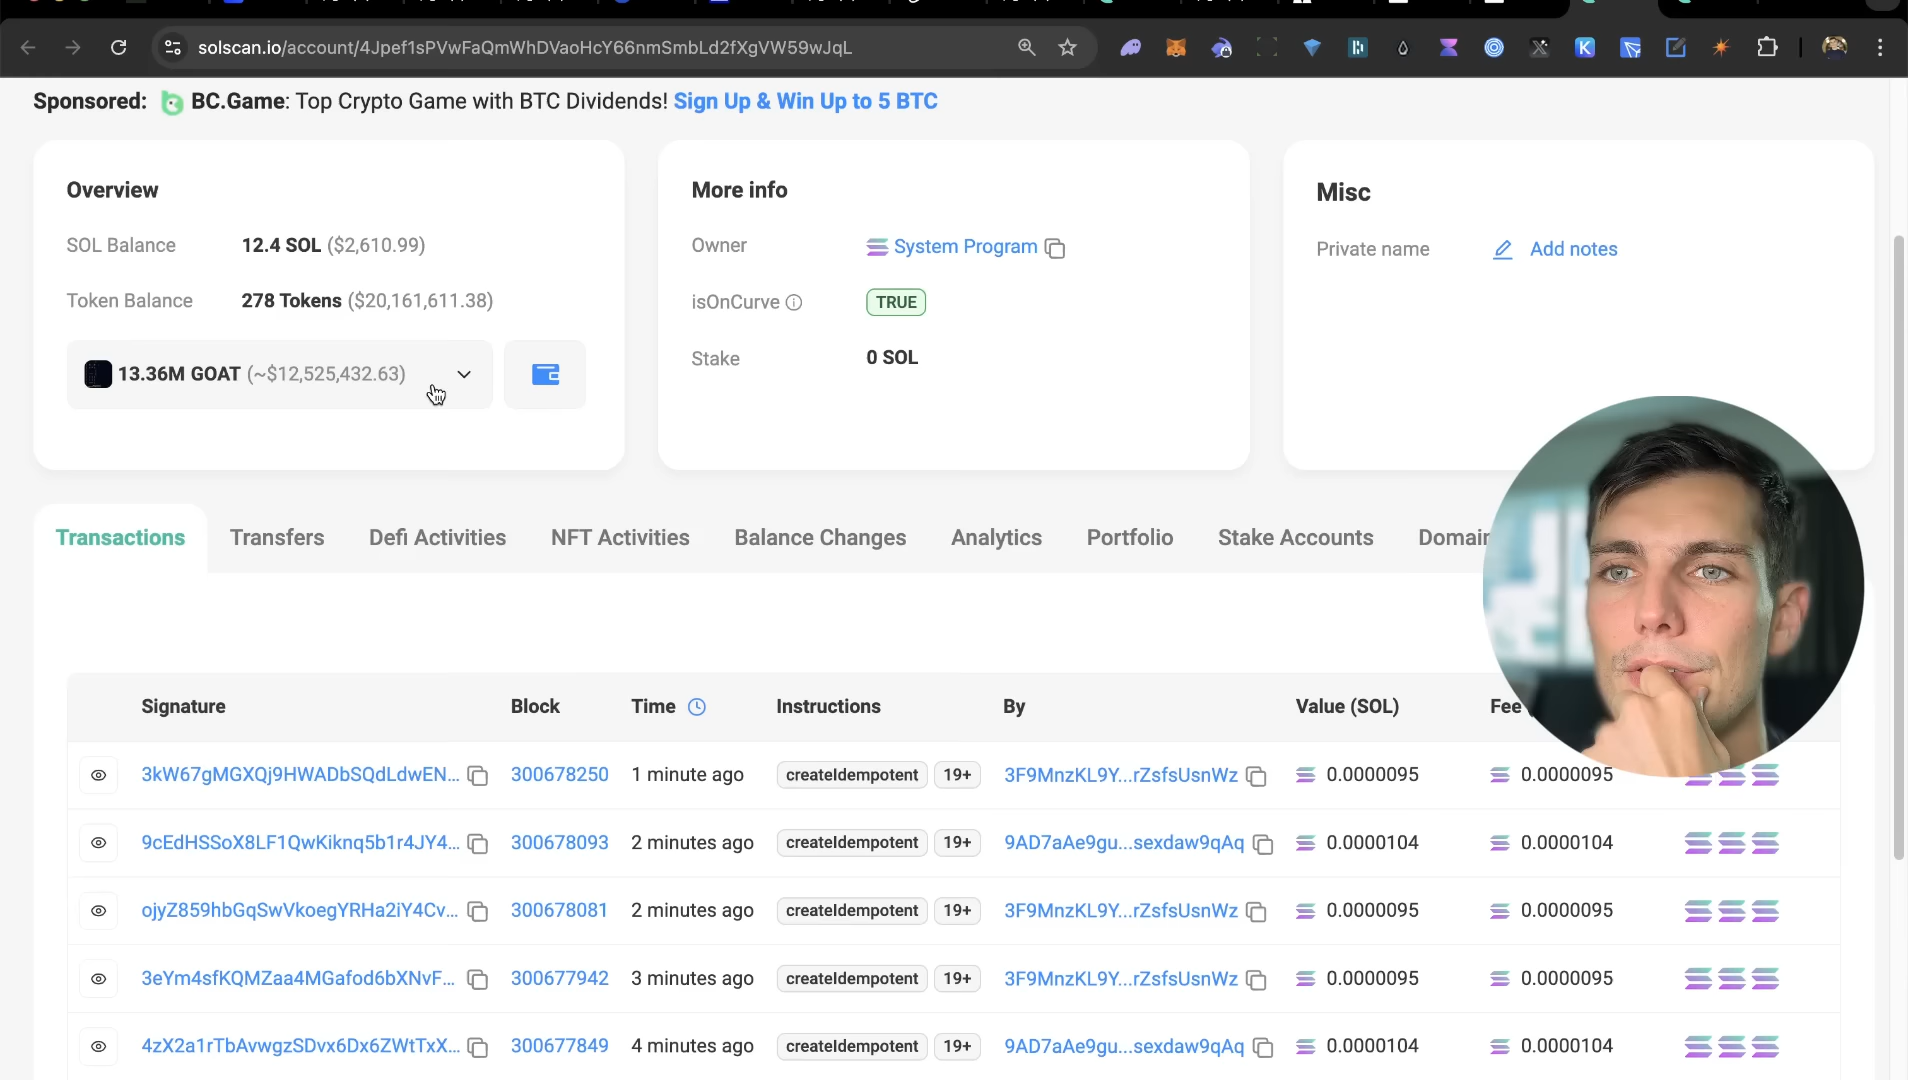 solscan.io/account/4Jpef1sPVwFaQmWhDVaoHcY66nmSmbLd2fXgVW59wJqL
Sponsored: BC.Game: Top Crypto Game with BTC Dividends! Sign Up & Win Up to 5 BTC
Overview
SOL Balance 12.4 SOL ($2,610.99)
Token Balance 278 Tokens ($20,161,611.38)
13.36M GOAT (~$12,525,432.63)
More info
Owner System Program
isOnCurve TRUE
Stake 0 SOL
Misc
Private name Add notes
Transactions Transfers Defi Activities NFT Activities Balance Changes Analytics Portfolio Stake Accounts
Signature Block Time Instructions By Value (SOL) Fee
3kW67gMGXQj9HWADbSQdLdwEN... 300678250 1 minute ago createIdempotent 19+ 3F9MnzKL9Y...rZsfsUsnWz 0.0000095 0.0000095
9cEdHSSoX8LF1QwKiknq5b1r4JY4... 300678093 2 minutes ago createIdempotent 19+ 9AD7aAe9gu...sexdaw9qAq 0.0000104 0.0000104
ojyZ859hbGqSwVkoegYRHa2iY4Cv... 300678081 2 minutes ago createIdempotent 19+ 3F9MnzKL9Y...rZsfsUsnWz 0.0000095 0.0000095
3eYm4sfKQMZaa4MGafod6bXNvF... 300677942 3 minutes ago createIdempotent 19+ 3F9MnzKL9Y...rZsfsUsnWz 0.0000095 0.0000095
4zX2a1rTbAvwgzSDvx6Dx6ZWtTxX... 300677849 4 minutes ago createIdempotent 19+ 9AD7aAe9gu...sexdaw9qAq 0.0000104 0.0000104